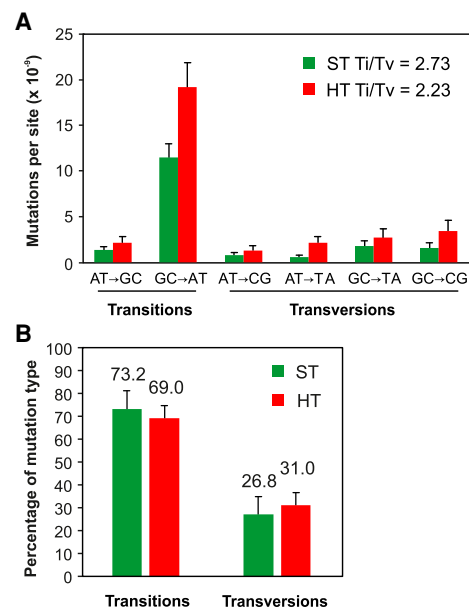 A
Mutations per site (x 10⁻⁹)
25
20
15
10
5
0
ST Ti/Tv = 2.73
HT Ti/Tv = 2.23
AT→GC GC→AT AT→CG AT→TA GC→TA GC→CG
Transitions Transversions
B
Percentage of mutation type
100
90
80
70
60
50
40
30
20
10
0
ST
HT
73.2 69.0
26.8 31.0
Transitions Transversions